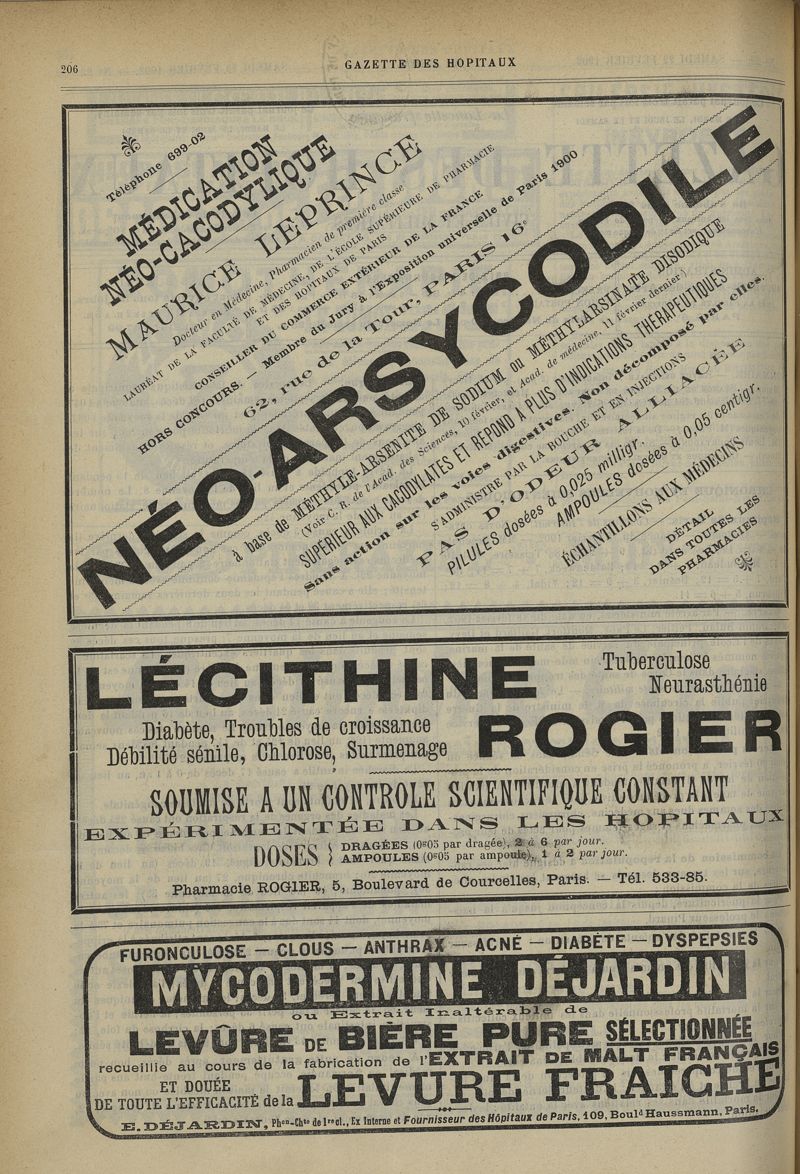 206
GAZETTE DES HOPITAUX
Téléphone 699-02
MÉDICATION
NÉO-CACODYLIQUE
MAURICE LEPRINCE
Docteur en Médecine, Pharmacien de première classe
LAURÉAT DE LA FACULTÉ DE MÉDECINE, DE L'ÉCOLE SUPÉRIEURE DE PHARMACIE
ET DES HOPITAUX DE PARIS
CONSEILLER DU COMMERCE EXTÉRIEUR DE LA FRANCE
HORS CONCOURS. — Membre du Jury à l'Exposition universelle de Paris 1900
62, rue de la Tour, PARIS 16e
NÉO-ARSYCODILE
à base de MÉTHYLE-ARSENITE DE SODIUM ou MÉTHYLARSINATE DISODIQUE
(Voir C. R. de l'Acad. des Sciences, 10 février, et Acad. de médecine, 11 février dernier)
SUPÉRIEUR AUX CACODYLATES ET REPOND A PLUS D'INDICATIONS THERAPEUTIQUES
Sans action sur les voies digestives. Non décomposé par elles.
S'ADMINISTRE PAR LA BOUCHE ET EN INJECTIONS
PAS D'ODEUR ALLIACÉE
PILULES dosées à 0,025 milligr.
AMPOULES dosées à 0,05 centigr.
ÉCHANTILLONS AUX MÉDECINS
DÉTAIL
DANS TOUTES LES
PHARMACIES
LÉCITHINE
Tuberculose
Neurasthénie
Diabète, Troubles de croissance
Débilité sénile, Chlorose, Surmenage
ROGIER
SOUMISE A UN CONTROLE SCIENTIFIQUE CONSTANT
EXPÉRIMENTÉE DANS LES HOPITAUX
DOSES { DRAGÉES (0gr05 par dragée), 2 à 6 par jour.
AMPOULES (0gr05 par ampoule), 1 à 2 par jour.
Pharmacie ROGIER, 5, Boulevard de Courcelles, Paris. — Tél. 533-85.
FURONCULOSE — CLOUS — ANTHRAX — ACNÉ — DIABÈTE — DYSPEPSIES
MYCODERMINE DÉJARDIN
ou Extrait Inaltérable de
LEVÛRE DE BIÈRE PURE SÉLECTIONNÉE
recueillie au cours de la fabrication de l'EXTRAIT DE MALT FRANÇAIS
ET DOUÉE
DE TOUTE L'EFFICACITÉ de la LEVURE FRAICHE
E. DÉJARDIN, Phen-Chte de 1re cl., Ex Interne et Fournisseur des Hôpitaux de Paris, 109, Bould Haussmann, Paris.